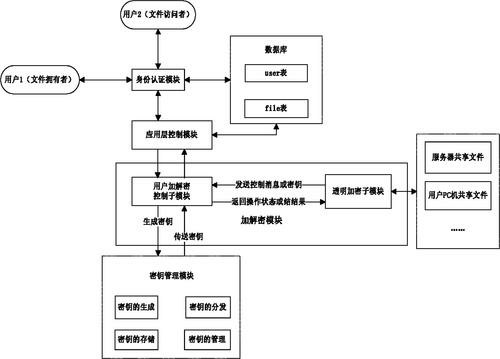 用户2（文件访问者）
用户1（文件拥有者）
身份认证模块
数据库
user表
file表
应用层控制模块
用户加解密
控制子模块
发送控制消息或密钥
返回操作状态或结结果
透明加密子模块
加解密模块
服务器共享文件
用户PC机共享文件
……
生成密钥
传送密钥
密钥管理模块
密钥的生成
密钥的分发
密钥的存储
密钥的管理